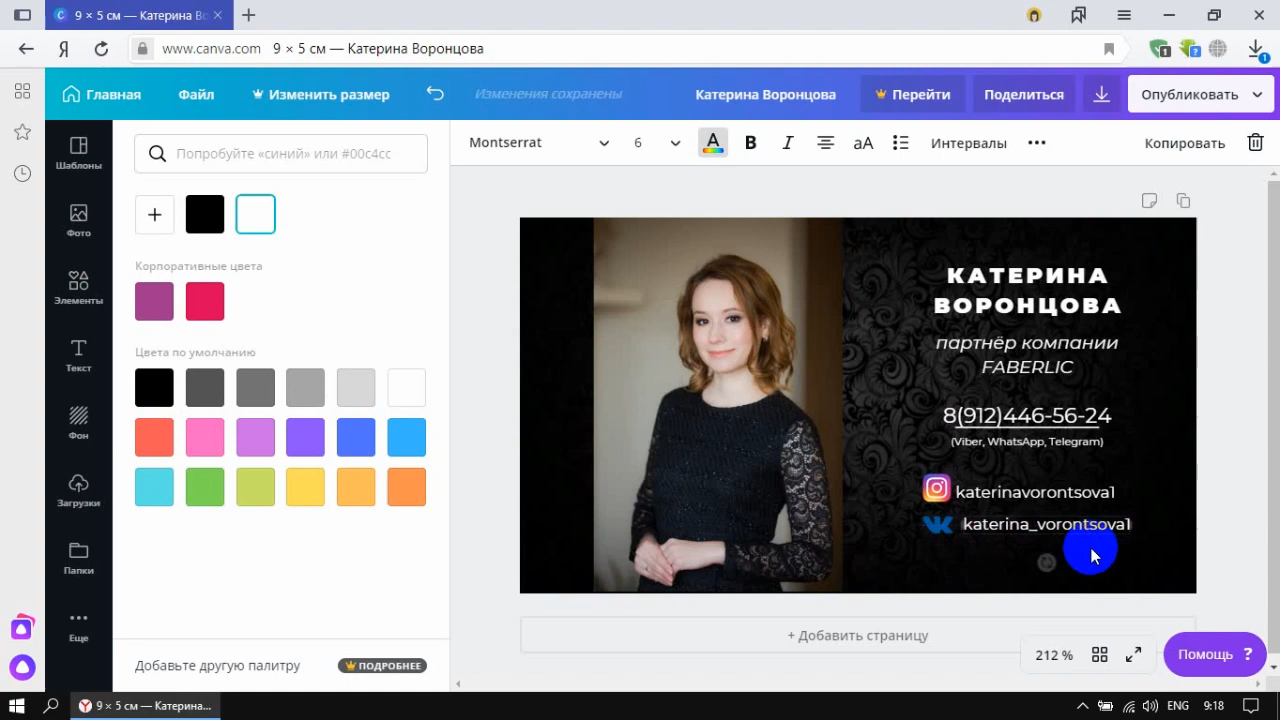 9 × 5 см — Катерина Во
www.canva.com 9 × 5 см — Катерина Воронцова
1
?
1
Главная
Файл
Изменить размер
Изменения сохранены
Катерина Воронцова
Перейти
Поделиться
Опубликовать
Шаблоны
Фото
Элементы
Текст
Фон
Загрузки
Папки
Еще
Попробуйте «синий» или #00c4cc
Корпоративные цвета
Цвета по умолчанию
Добавьте другую палитру
ПОДРОБНЕЕ
Montserrat
6
A
B
I
aA
Интервалы
Копировать
КАТЕРИНА
ВОРОНЦОВА
партнёр компании
FABERLIC
8(912)446-56-24
(Viber, WhatsApp, Telegram)
katerinavorontsova1
katerina_vorontsova1
+ Добавить страницу
212 %
Помощь ?
9 × 5 см — Катерина...
ENG
9:18